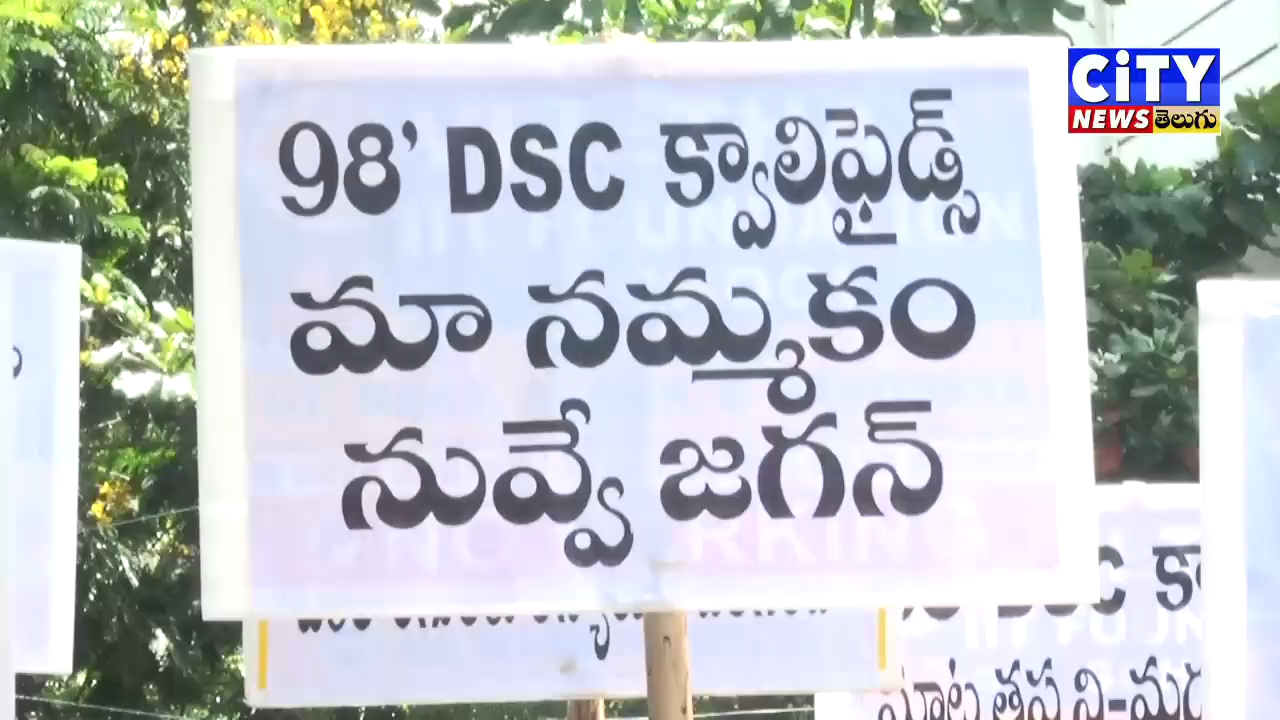 CiTY
NEWS తెలుగు
98' DSC క్వాలిఫైడ్స్
మా నమ్మకం
నువ్వే జగన్